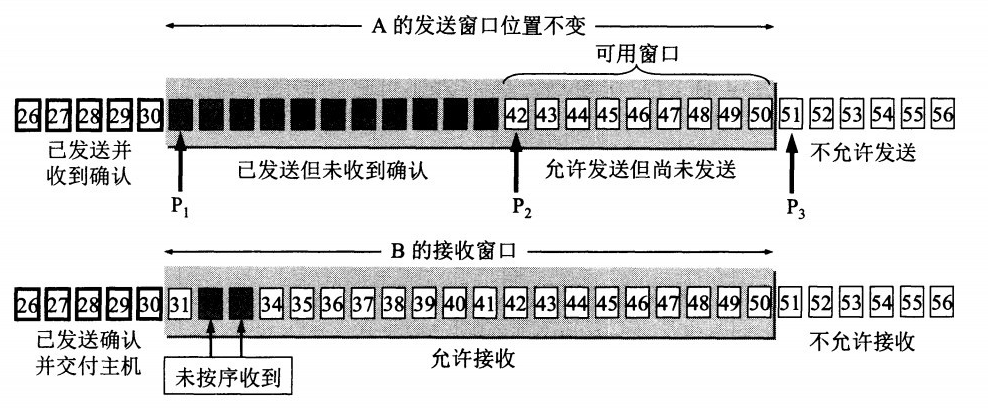 A 的发送窗口位置不变
可用窗口
26 27 28 29 30 42 43 44 45 46 47 48 49 50 51 52 53 54 55 56
已发送并
收到确认
已发送但未收到确认
允许发送但尚未发送
不允许发送
P1
P2
P3
B 的接收窗口
26 27 28 29 30 31 34 35 36 37 38 39 40 41 42 43 44 45 46 47 48 49 50 51 52 53 54 55 56
已发送确认
并交付主机
未按序收到
允许接收
不允许接收